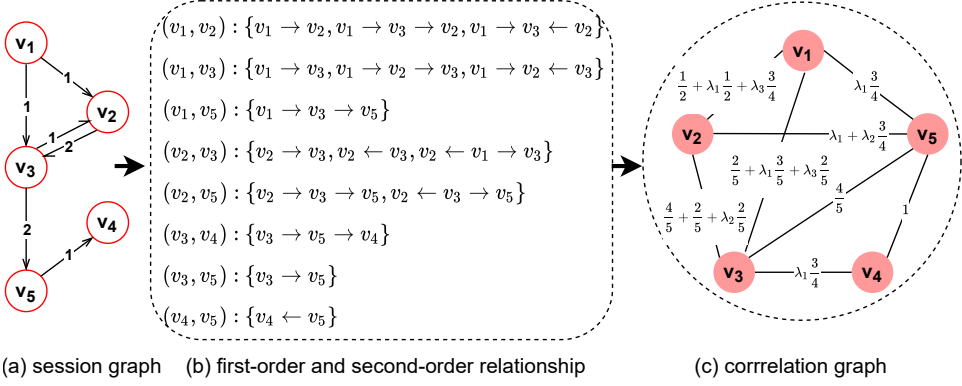 v₁
1
1
v₂
1
2
v₃
2
v₄
1
v₅
(a) session graph
(v₁, v₂) : {v₁ → v₂, v₁ → v₃ → v₂, v₁ → v₃ ← v₂}
(v₁, v₃) : {v₁ → v₃, v₁ → v₂ → v₃, v₁ → v₂ ← v₃}
(v₁, v₅) : {v₁ → v₃ → v₅}
(v₂, v₃) : {v₂ → v₃, v₂ ← v₃, v₂ ← v₁ → v₃}
(v₂, v₅) : {v₂ → v₃ → v₅, v₂ ← v₃ → v₅}
(v₃, v₄) : {v₃ → v₅ → v₄}
(v₃, v₅) : {v₃ → v₅}
(v₄, v₅) : {v₄ ← v₅}
(b) first-order and second-order relationship
v₁
1/2 + λ₁ 1/2 + λ₃ 3/4
λ₁ 3/4
v₂
λ₁ + λ₂ 3/4
v₅
2/5 + λ₁ 3/5 + λ₃ 2/5
4/5
4/5 + 2/5 + λ₂ 2/5
1
v₃
λ₁ 3/4
v₄
(c) corrrelation graph